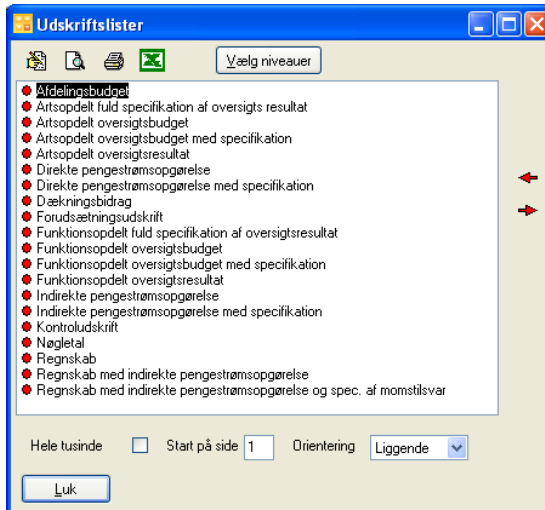 Udskriftslister
Vælg niveauer
Afdelingsbudget
Artsopdelt fuld specifikation af oversigts resultat
Artsopdelt oversigtsbudget
Artsopdelt oversigtsbudget med specifikation
Artsopdelt oversigtsresultat
Direkte pengestrømsopgørelse
Direkte pengestrømsopgørelse med specifikation
Dækningsbidrag
Forudsætningsudskrift
Funktionsopdelt fuld specifikation af oversigtsresultat
Funktionsopdelt oversigtsbudget
Funktionsopdelt oversigtsbudget med specifikation
Funktionsopdelt oversigtsresultat
Indirekte pengestrømsopgørelse
Indirekte pengestrømsopgørelse med specifikation
Kontroludskrift
Nøgletal
Regnskab
Regnskab med indirekte pengestrømsopgørelse
Regnskab med indirekte pengestrømsopgørelse og spec. af momstilsvar
Hele tusinde Start på side 1 Orientering Liggende
Luk